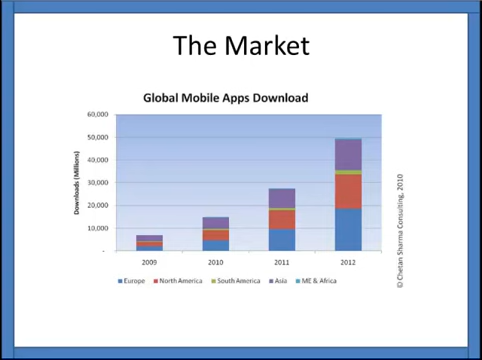 The Market
Global Mobile Apps Download
60,000
50,000
40,000
30,000
20,000
10,000
-
Downloads (Millions)
2009 2010 2011 2012
Europe North America South America Asia ME & Africa
© Chetan Sharma Consulting, 2010